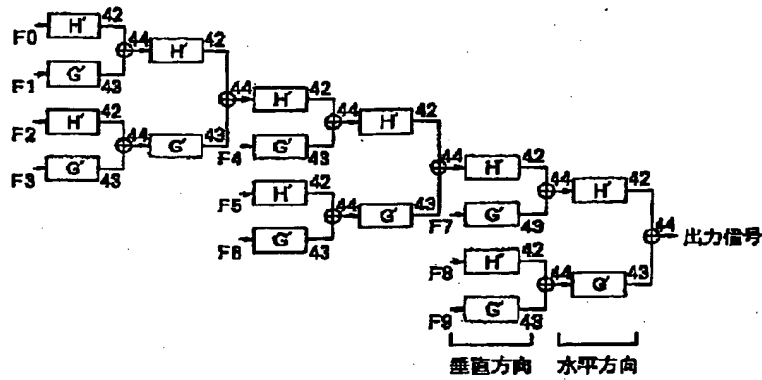 F0 H' 42
44 H' 42
F1 G' 43
44 H' 42
F2 H' 42
44 G' 43
F3 G' 43
44 H' 42
F4 G' 43
44 H' 42
F5 H' 42
44 G' 43
F6 G' 43
44 H' 42
F7 G' 43
44 出力信号
F8 H' 42
44 G' 43
F9 G' 43
垂直方向 水平方向